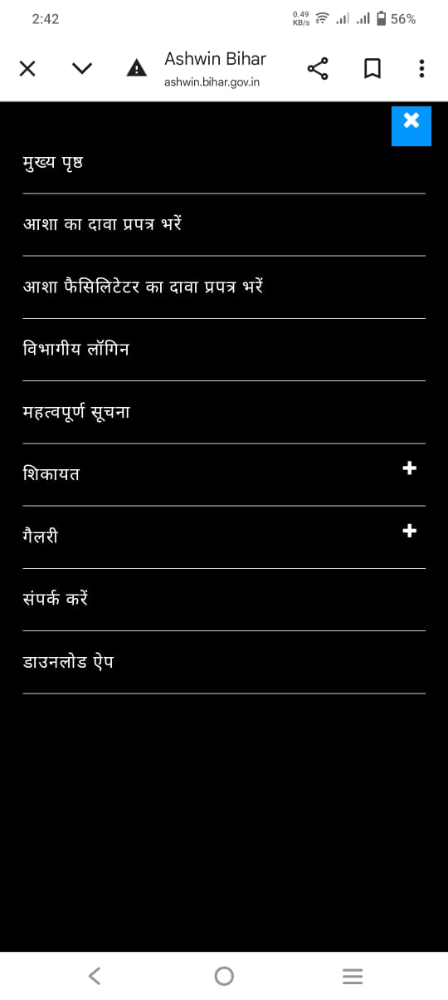 2:42
0.49
KB/s
56%
Ashwin Bihar
ashwin.bihar.gov.in
मुख्य पृष्ठ
आशा का दावा प्रपत्र भरें
आशा फैसिलिटेटर का दावा प्रपत्र भरें
विभागीय लॉगिन
महत्वपूर्ण सूचना
शिकायत
गैलरी
संपर्क करें
डाउनलोड ऐप